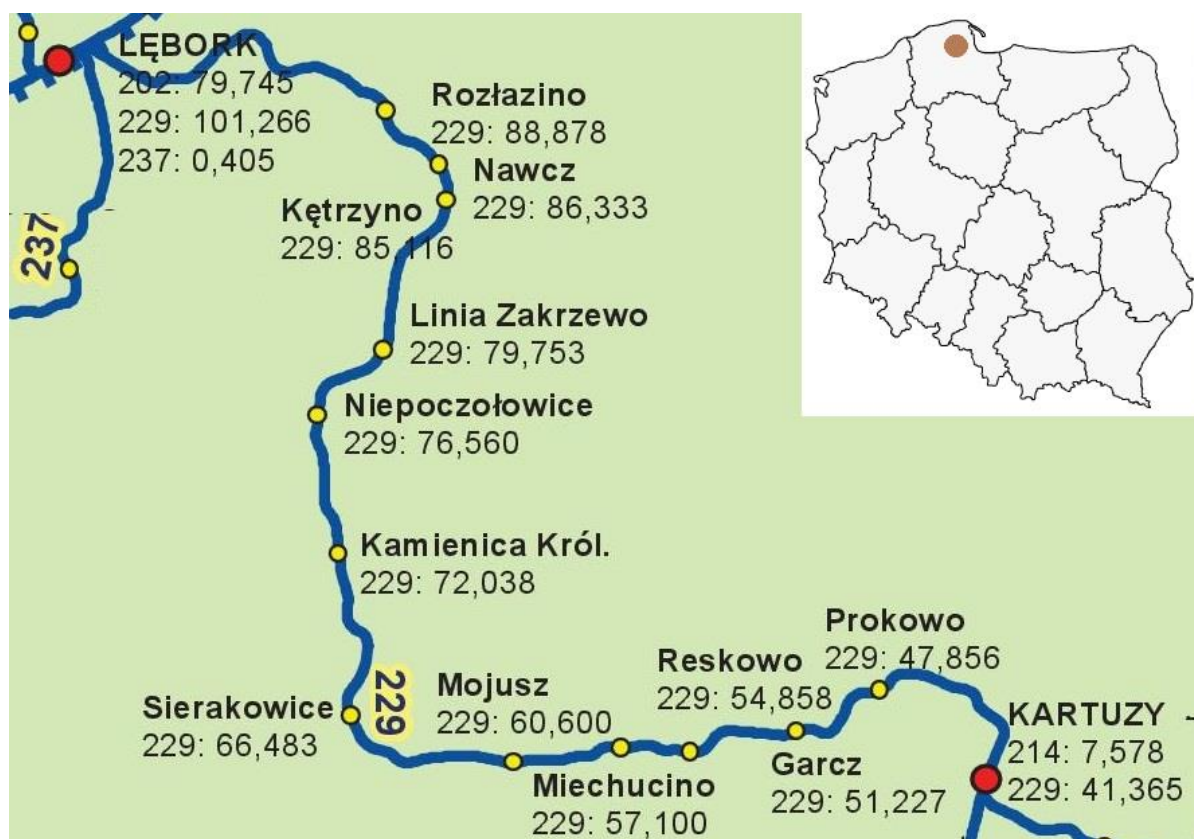 LĘBORK
202: 79,745
229: 101,266
237: 0,405
Rozłazino
229: 88,878
Nawcz
229: 86,333
Kętrzyno
229: 85,116
237
Linia Zakrzewo
229: 79,753
Niepoczołowice
229: 76,560
Kamienica Król.
229: 72,038
Prokowo
229: 47,856
Reskowo
229: 54,858
Mojusz
229: 60,600
229
Sierakowice
229: 66,483
KARTUZY
214: 7,578
229: 41,365
Garcz
229: 51,227
Miechucino
229: 57,100